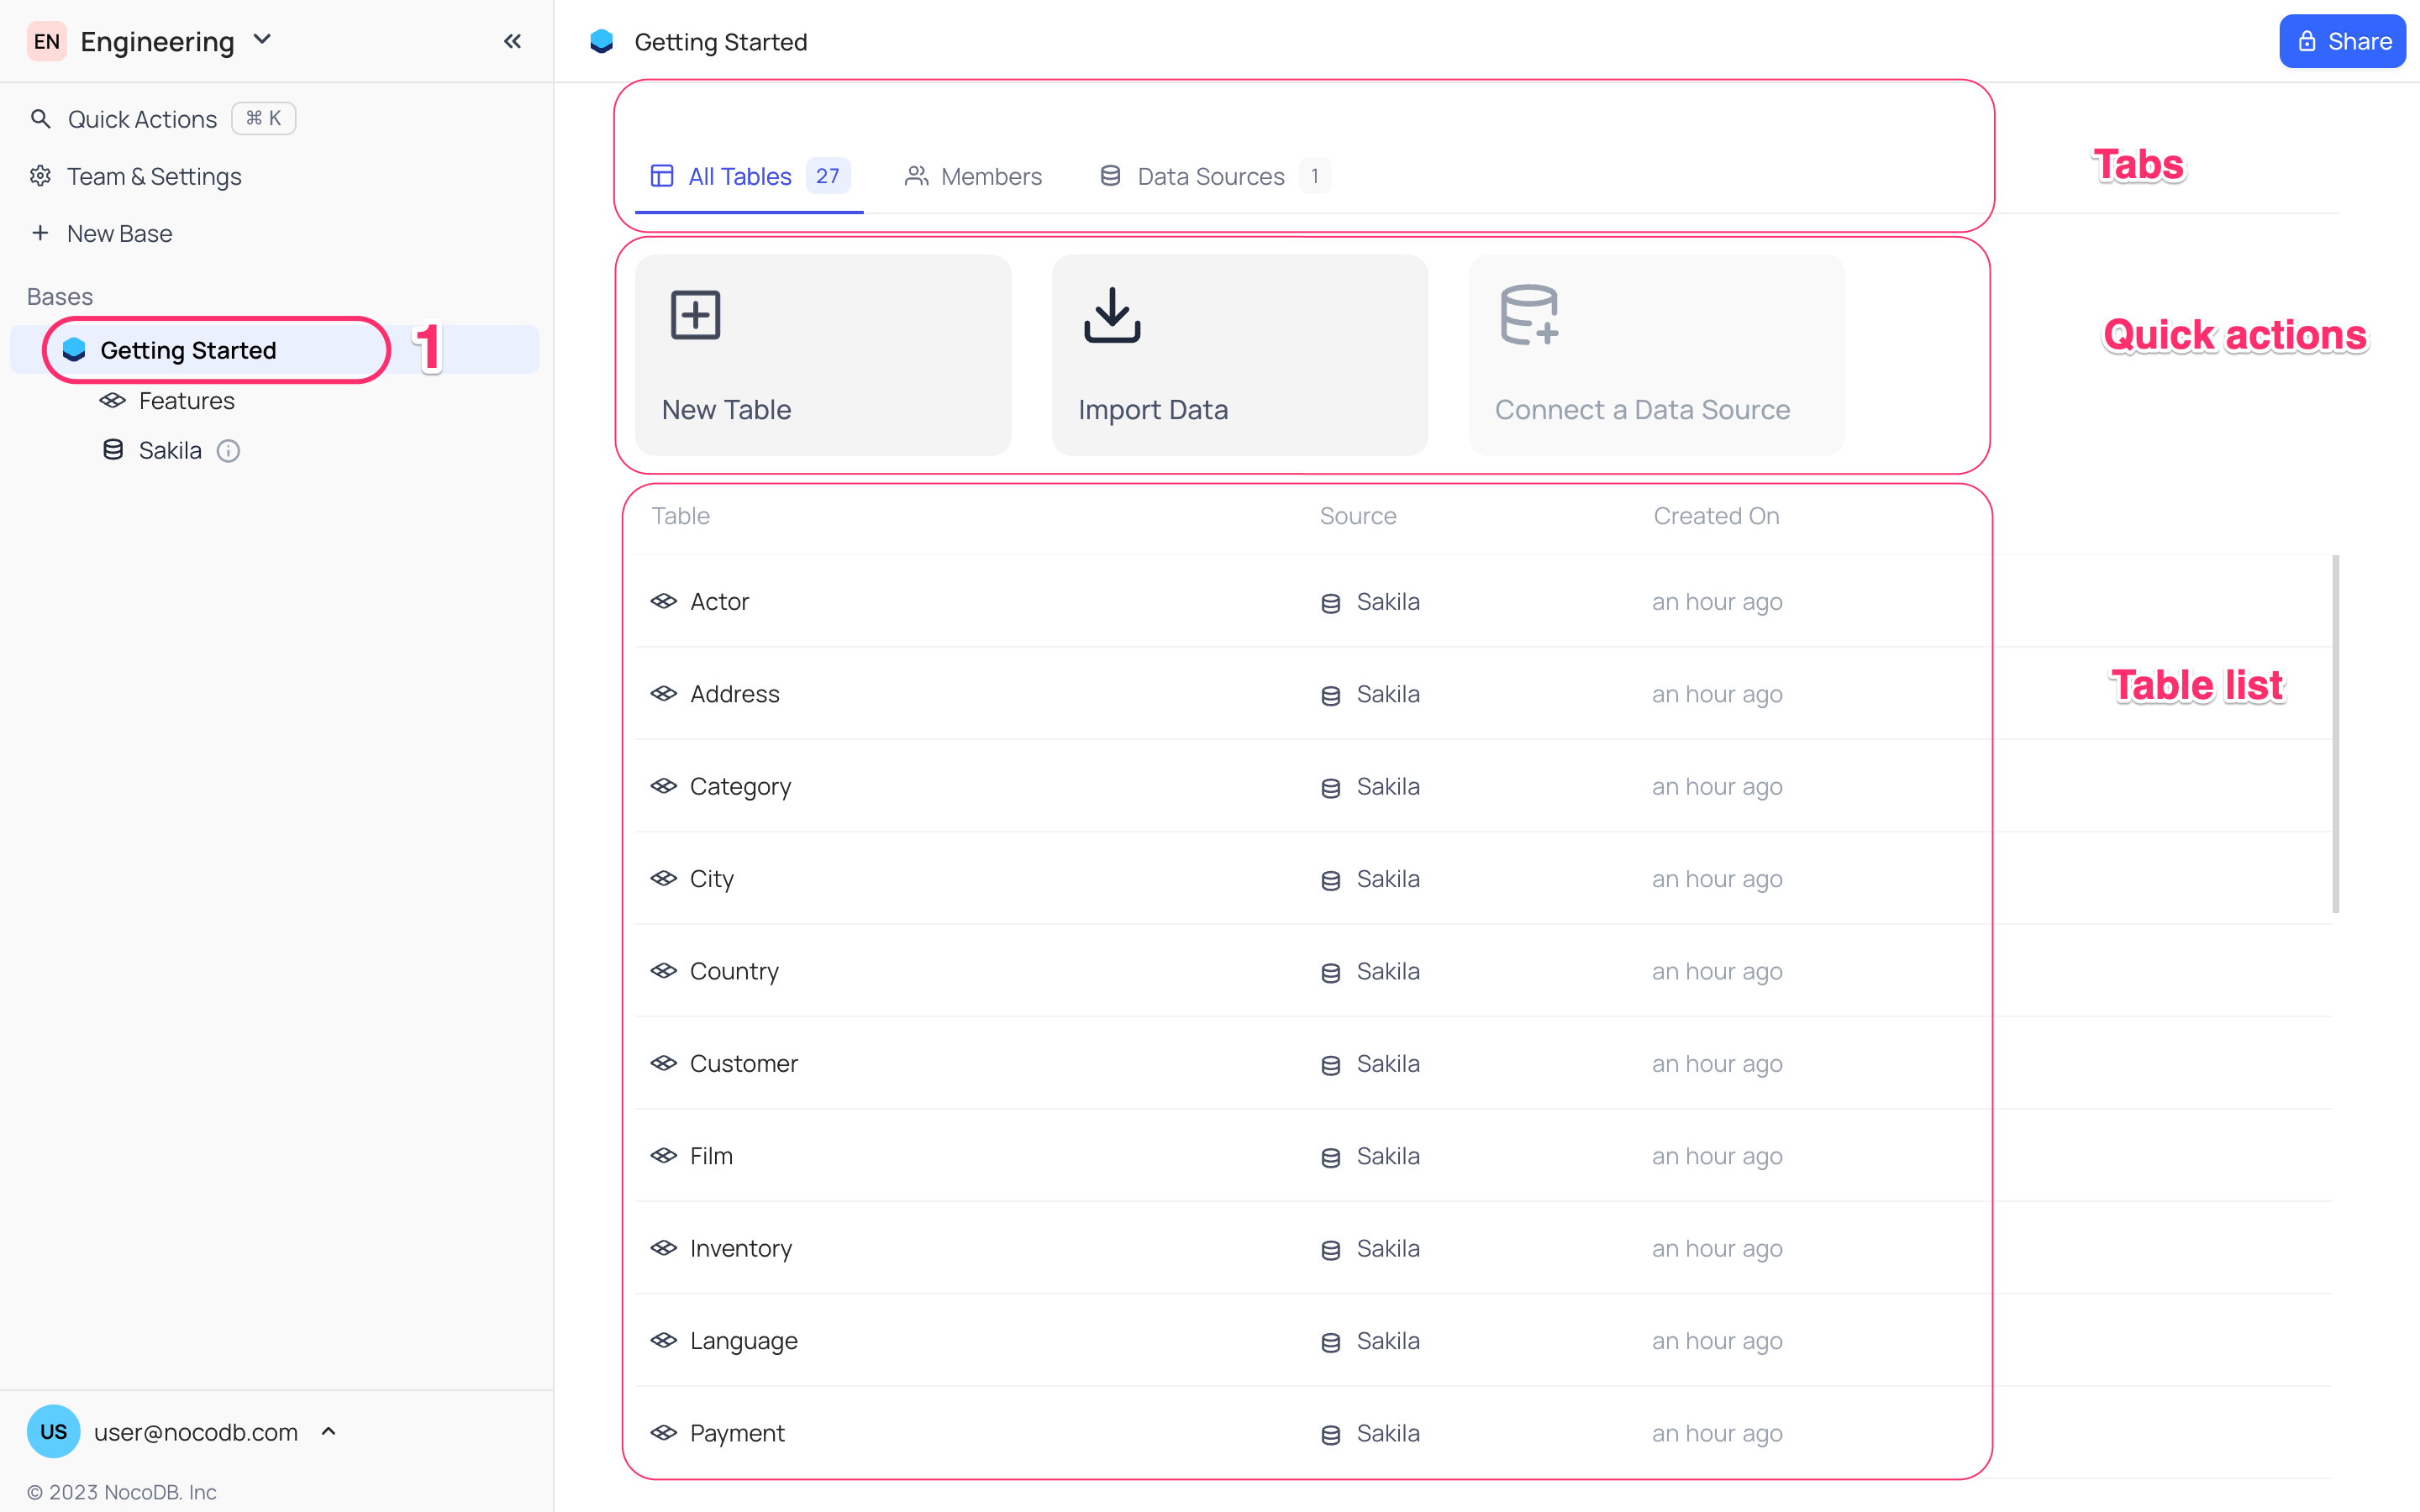 EN Engineering
Getting Started
Share
Quick Actions ⌘ K
Team & Settings
New Base
Bases
Getting Started 1
Features
Sakila
All Tables 27 Members Data Sources 1
Tabs
New Table Import Data Connect a Data Source
Quick actions
Table Source Created On
Actor Sakila an hour ago
Address Sakila an hour ago
Table list
Category Sakila an hour ago
City Sakila an hour ago
Country Sakila an hour ago
Customer Sakila an hour ago
Film Sakila an hour ago
Inventory Sakila an hour ago
Language Sakila an hour ago
Payment Sakila an hour ago
US user@nocodb.com
© 2023 NocoDB. Inc